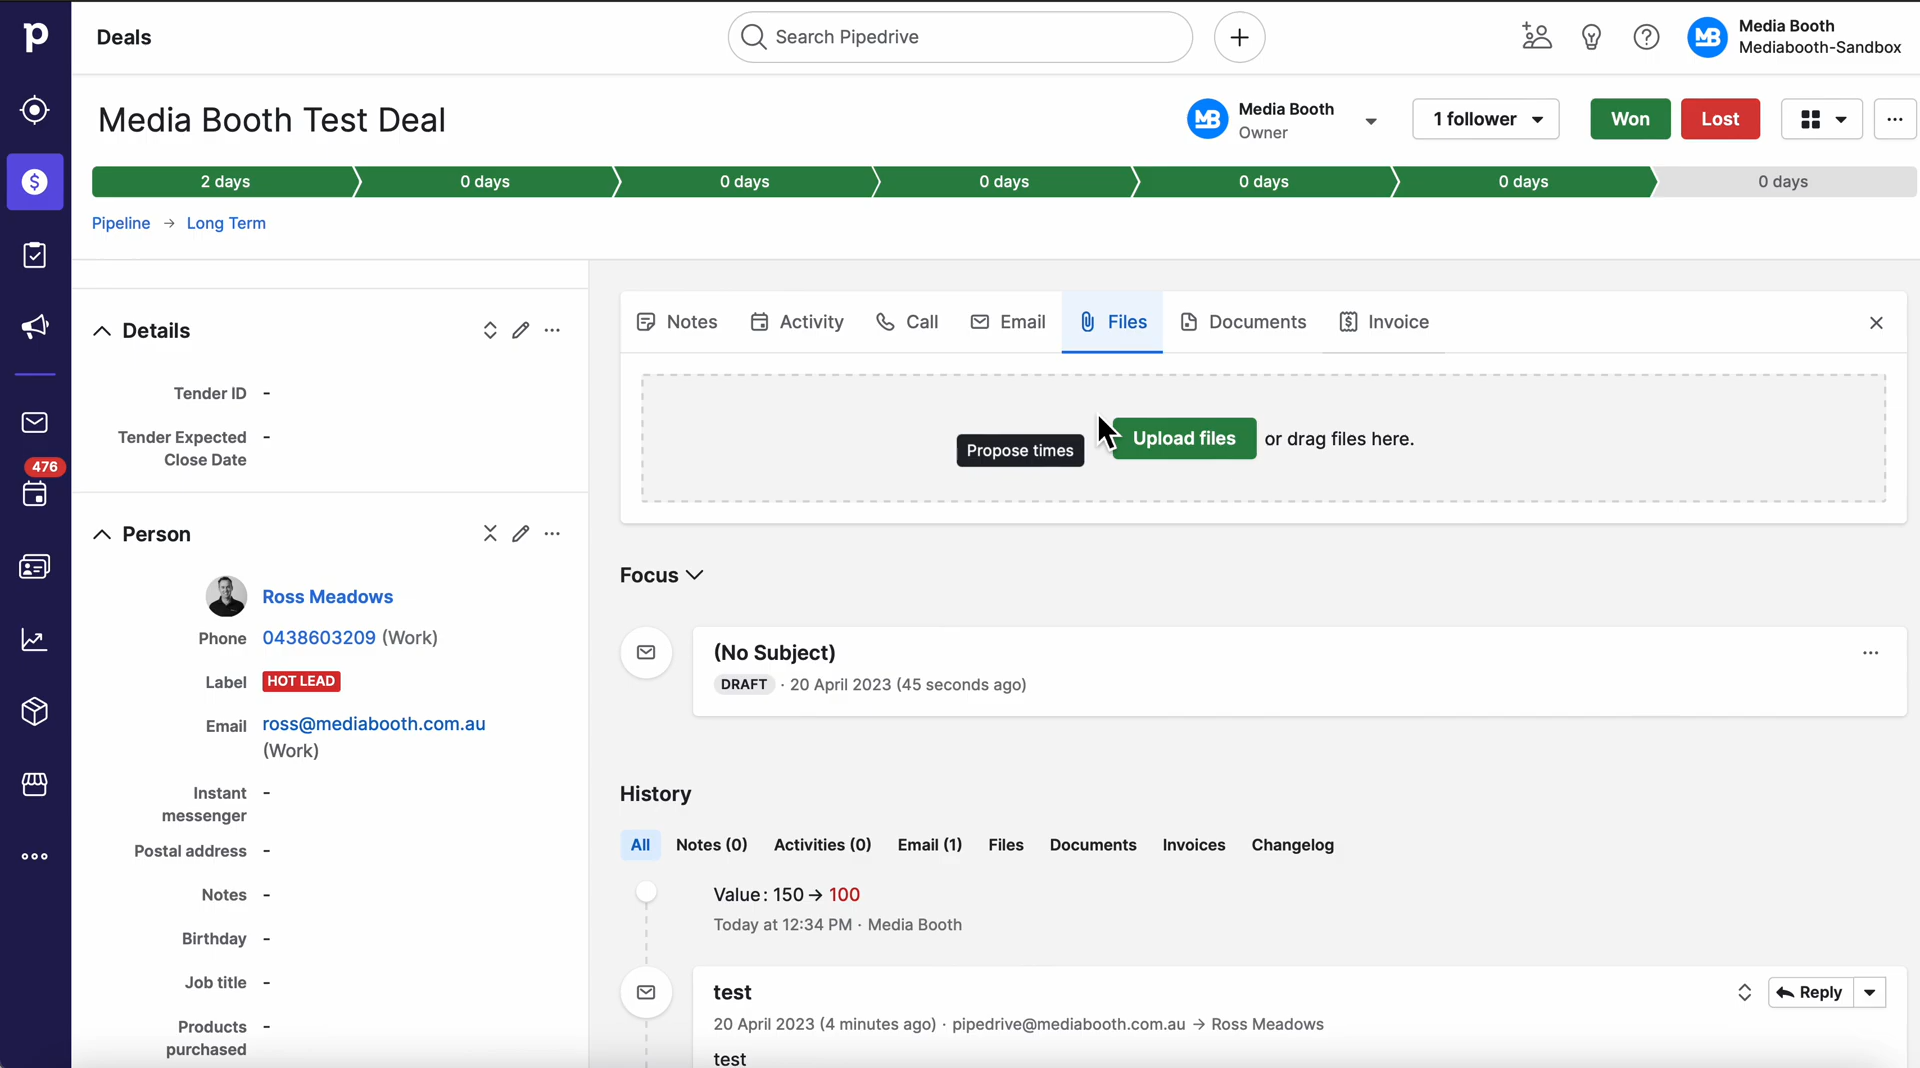 Deals
Search Pipedrive
Media Booth
Mediabooth-Sandbox
Media Booth Test Deal
MB
Media Booth
Owner
1 follower
Won
Lost
2 days
0 days
0 days
0 days
0 days
0 days
0 days
Pipeline → Long Term
Details
Tender ID -
Tender Expected -
Close Date
Person
Ross Meadows
Phone 0438603209 (Work)
Label HOT LEAD
Email ross@mediabooth.com.au
(Work)
Instant -
messenger
Postal address -
Notes -
Birthday -
Job title -
Products -
purchased
476
Notes
Activity
Call
Email
Files
Documents
Invoice
Propose times
Upload files or drag files here.
Focus
(No Subject)
DRAFT · 20 April 2023 (45 seconds ago)
History
All
Notes (0)
Activities (0)
Email (1)
Files
Documents
Invoices
Changelog
Value: 150 → 100
Today at 12:34 PM · Media Booth
test
Reply
20 April 2023 (4 minutes ago) · pipedrive@mediabooth.com.au → Ross Meadows
test